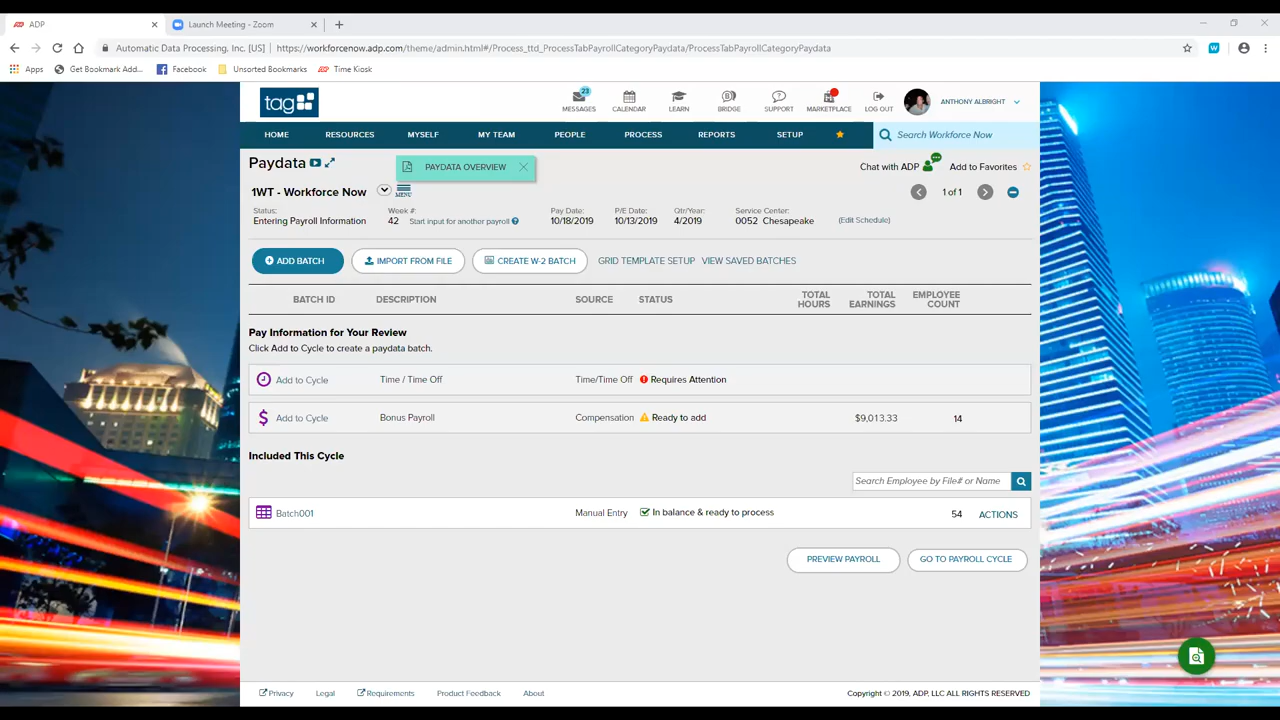 ADP
Launch Meeting - Zoom
Automatic Data Processing. Inc. [US] https://workforcenow.adp.com/theme/admin.html#/Process_ttd_ProcessTabPayrollCategoryPaydata/ProcessTabPayrollCategoryPaydata
Apps Get Bookmark Add... Facebook Unsorted Bookmarks Time Kiosk
tag
23
MESSAGES CALENDAR LEARN BRIDGE SUPPORT MARKETPLACE LOG OUT ANTHONY ALBRIGHT
HOME RESOURCES MYSELF MY TEAM PEOPLE PROCESS REPORTS SETUP Search Workforce Now
Paydata PAYDATA OVERVIEW Chat with ADP Add to Favorites
1WT - Workforce Now MENU 1 of 1
Status: Week #: Pay Date: P/E Date: Qtr/Year: Service Center:
Entering Payroll Information 42 Start input for another payroll 10/18/2019 10/13/2019 4/2019 0052 Chesapeake (Edit Schedule)
ADD BATCH IMPORT FROM FILE CREATE W-2 BATCH GRID TEMPLATE SETUP VIEW SAVED BATCHES
BATCH ID DESCRIPTION SOURCE STATUS TOTAL HOURS TOTAL EARNINGS EMPLOYEE COUNT
Pay Information for Your Review
Click Add to Cycle to create a paydata batch.
Add to Cycle Time / Time Off Time/Time Off Requires Attention
Add to Cycle Bonus Payroll Compensation Ready to add $9,013.33 14
Included This Cycle
Search Employee by File# or Name
Batch001 Manual Entry In balance & ready to process 54 ACTIONS
PREVIEW PAYROLL GO TO PAYROLL CYCLE
Privacy Legal Requirements Product Feedback About Copyright © 2019, ADP, LLC ALL RIGHTS RESERVED